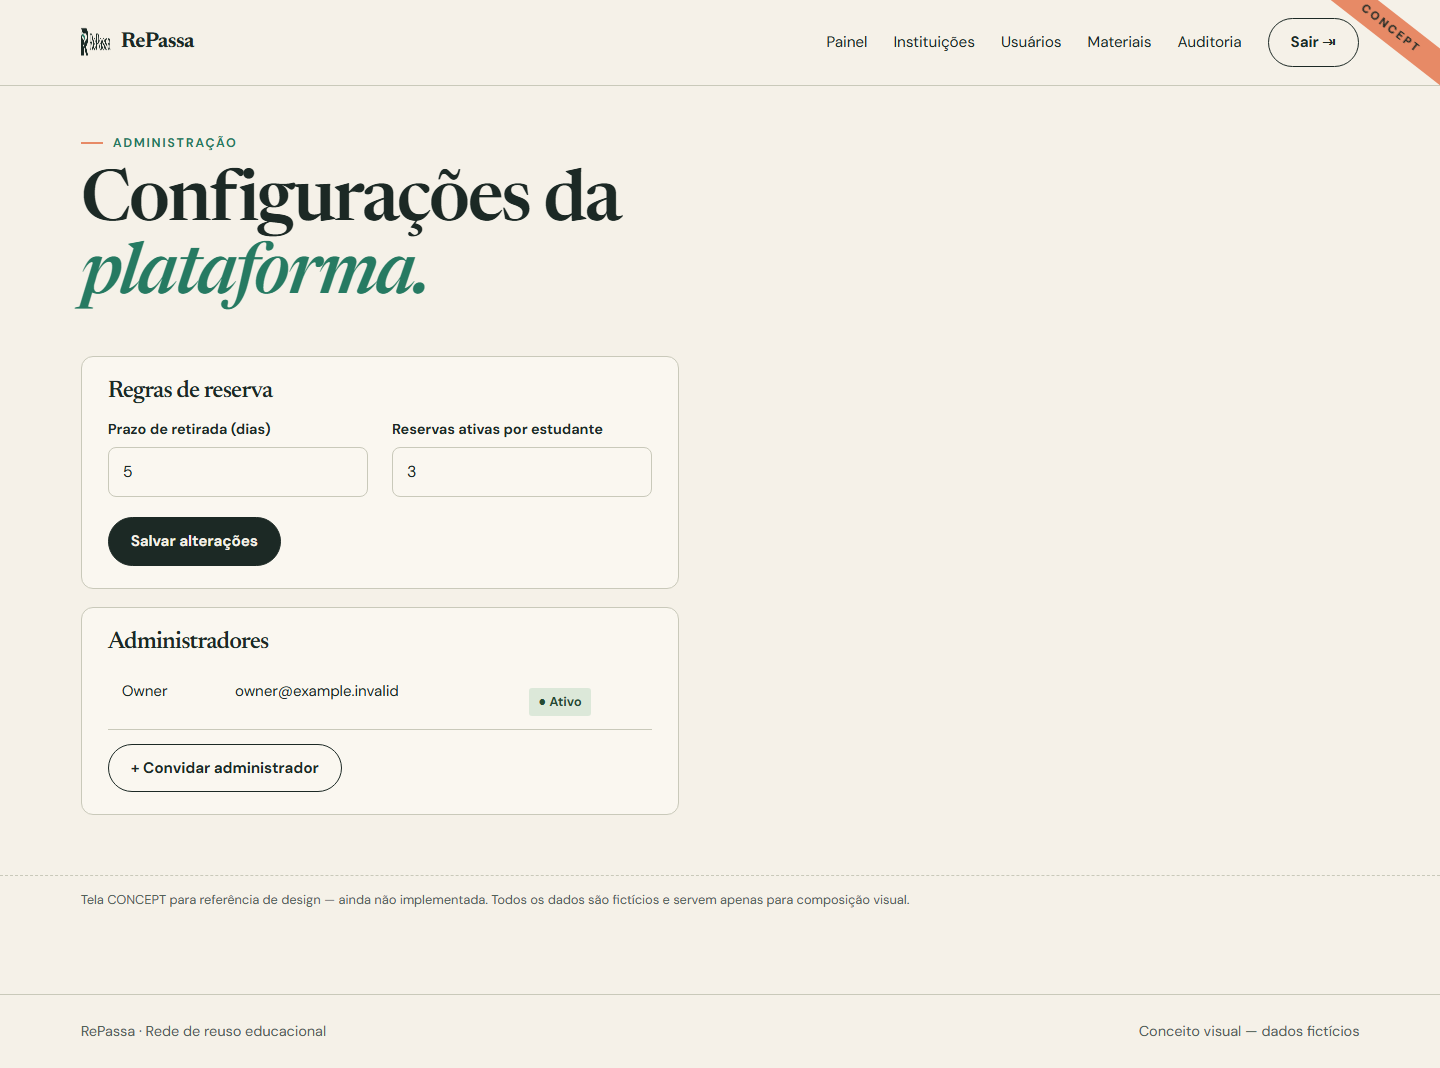 RePassa
Painel
Instituições
Usuários
Materiais
Auditoria
Sair ⇥
CONCEPT
ADMINISTRAÇÃO
Configurações da
plataforma.
Regras de reserva
Prazo de retirada (dias)
Reservas ativas por estudante
5
3
Salvar alterações
Administradores
Owner
owner@example.invalid
● Ativo
+ Convidar administrador
Tela CONCEPT para referência de design — ainda não implementada. Todos os dados são fictícios e servem apenas para composição visual.
RePassa · Rede de reuso educacional
Conceito visual — dados fictícios